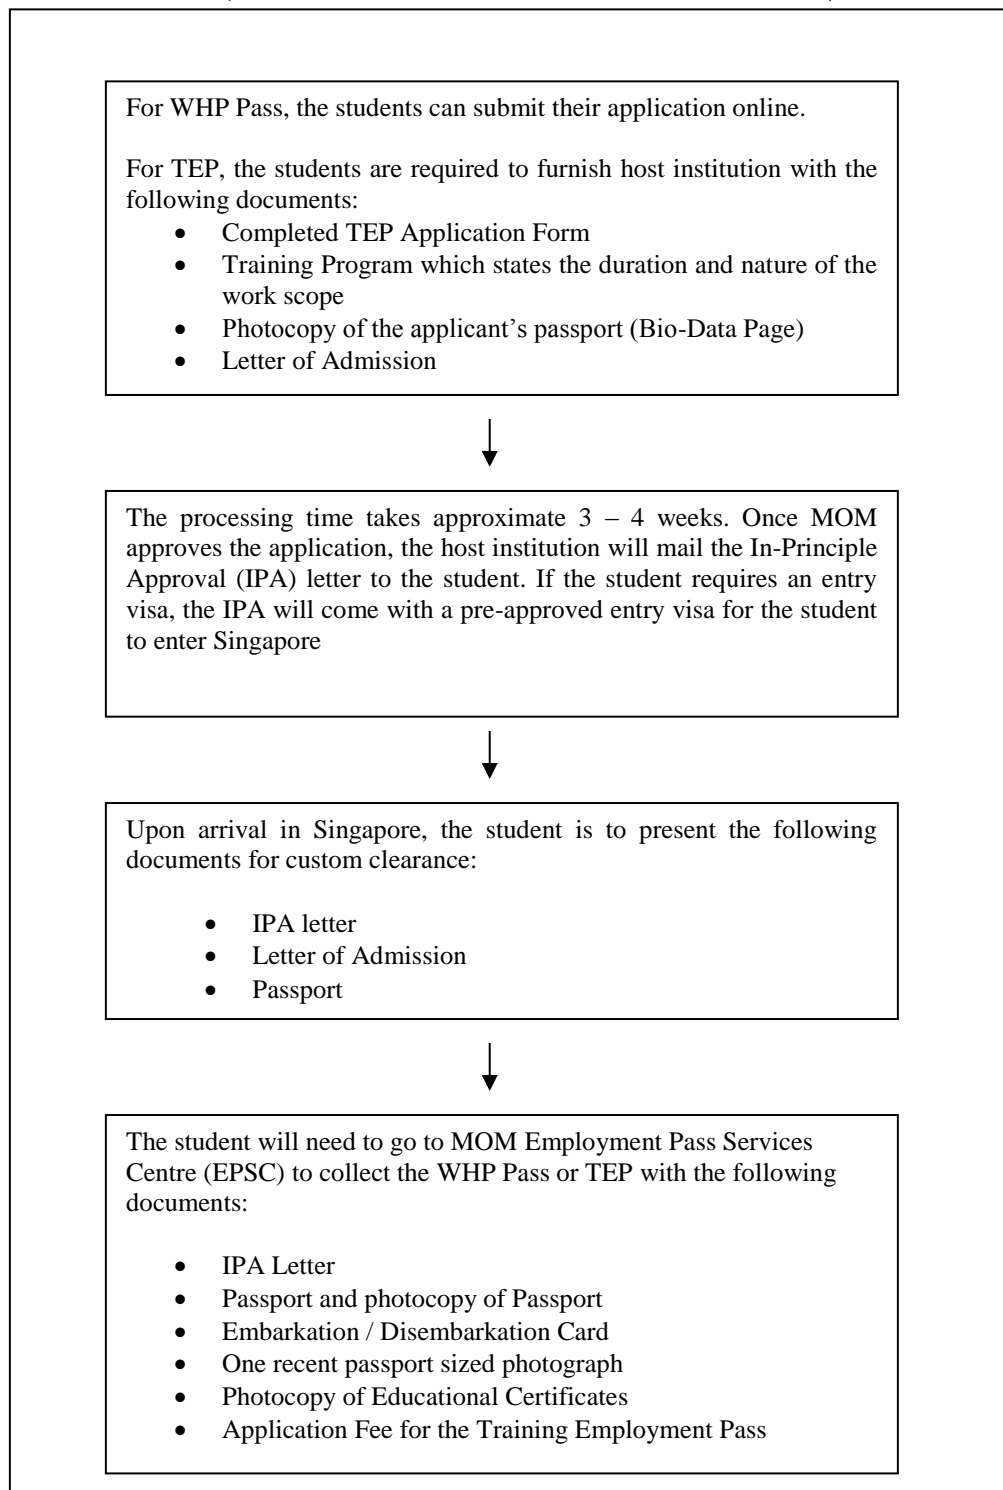 For WHP Pass, the students can submit their application online.
For TEP, the students are required to furnish host institution with the
following documents:
• Completed TEP Application Form
• Training Program which states the duration and nature of the
work scope
• Photocopy of the applicant's passport (Bio-Data Page)
• Letter of Admission
The processing time takes approximate 3 – 4 weeks. Once MOM
approves the application, the host institution will mail the In-Principle
Approval (IPA) letter to the student. If the student requires an entry
visa, the IPA will come with a pre-approved entry visa for the student
to enter Singapore
Upon arrival in Singapore, the student is to present the following
documents for custom clearance:
• IPA letter
• Letter of Admission
• Passport
The student will need to go to MOM Employment Pass Services
Centre (EPSC) to collect the WHP Pass or TEP with the following
documents:
• IPA Letter
• Passport and photocopy of Passport
• Embarkation / Disembarkation Card
• One recent passport sized photograph
• Photocopy of Educational Certificates
• Application Fee for the Training Employment Pass